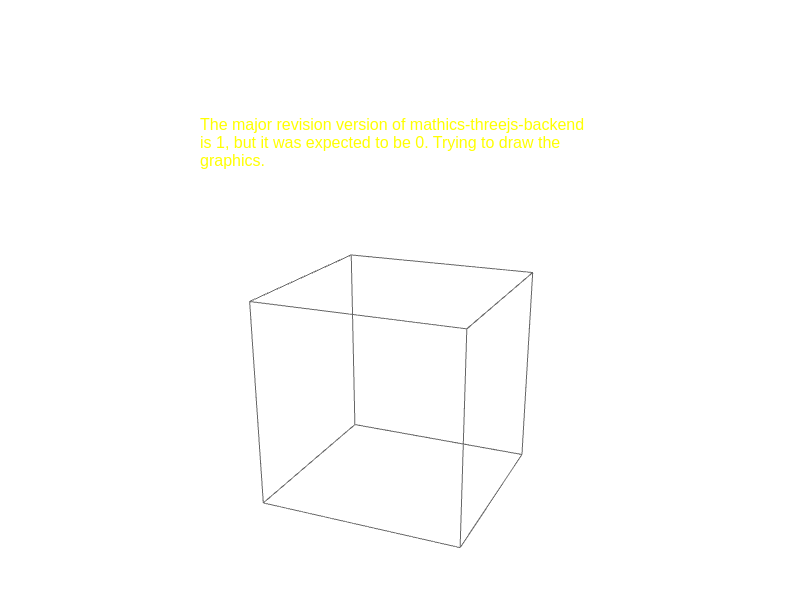 The major revision version of mathics-threejs-backend
is 1, but it was expected to be 0. Trying to draw the
graphics.